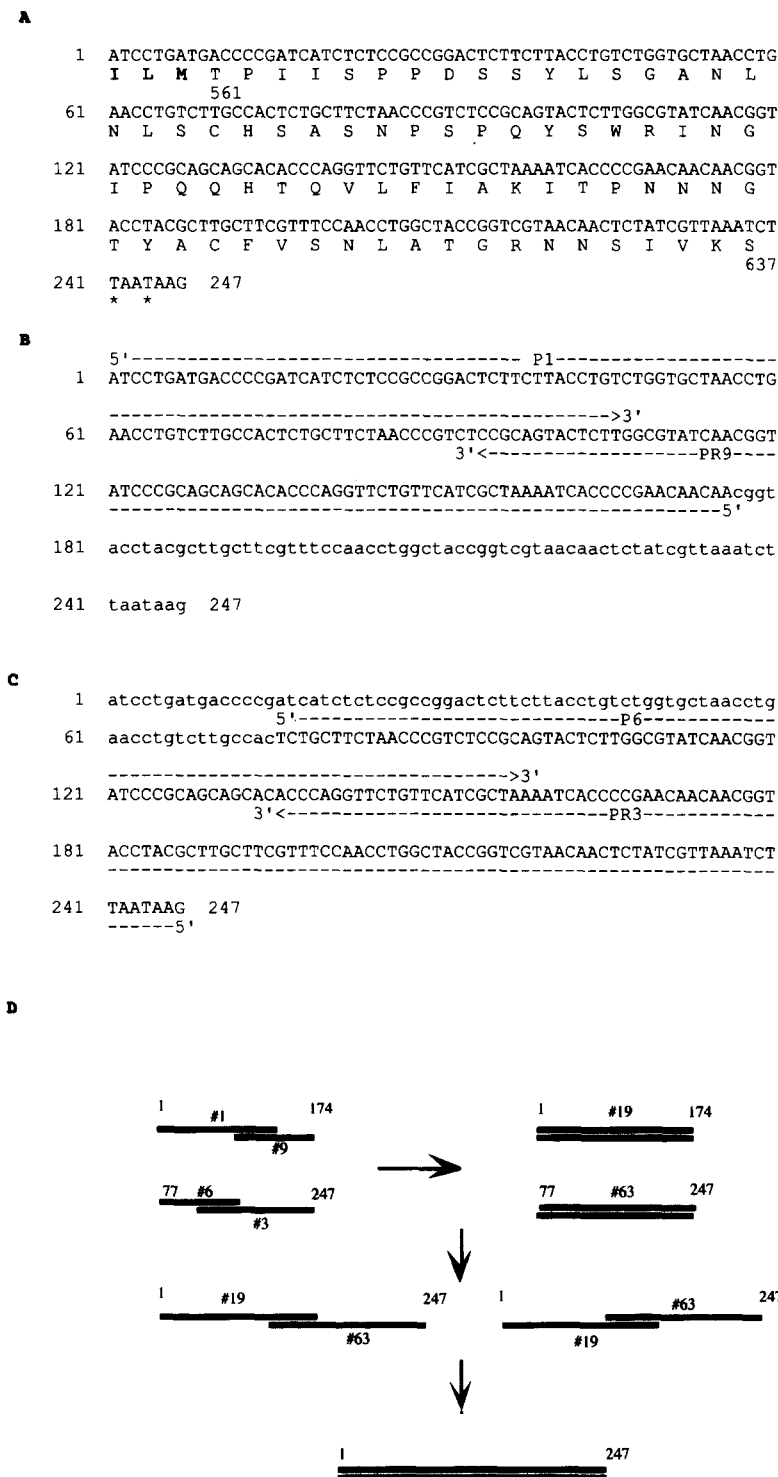 A
1 ATCCTGATGACCCCGATCATCTCTCCGCCGGACTCTTCTTACCTGTCTGGTGCTAACCTG
I L M T P I I S P P D S S Y L S G A N L
561
61 AACCTGTCTTGCCACTCTGCTTCTAACCCGTCTCCGCAGTACTCTTGGCGTATCAACGGT
N L S C H S A S N P S P Q Y S W R I N G
121 ATCCCGCAGCAGCACACCCAGGTTCTGTTCATCGCTAAAATCACCCCGAACAACAACGGT
I P Q Q H T Q V L F I A K I T P N N N G
181 ACCTACGCTTGCTTCGTTTCCAACCTGGCTACCGGTCGTAACAACTCTATCGTTAAATCT
T Y A C F V S N L A T G R N N S I V K S
637
241 TAATAAG 247
* *
B
5'------------------------------------P1--------------------
1 ATCCTGATGACCCCGATCATCTCTCCGCCGGACTCTTCTTACCTGTCTGGTGCTAACCTG
--------------------------------------------->3'
61 AACCTGTCTTGCCACTCTGCTTCTAACCCGTCTCCGCAGTACTCTTGGCGTATCAACGGT
3'<-------------------PR9----
121 ATCCCGCAGCAGCACACCCAGGTTCTGTTCATCGCTAAAATCACCCCGAACAACAAcggt
-------------------------------------------------------5'
181 acctacgcttgcttcgtttccaacctggctaccggtcgtaacaactctatcgttaaatct
241 taataag 247
C
1 atcctgatgaccccgatcatctctccgccggactcttcttacctgtctggtgctaacctg
5'-----------------------------P6------------
61 aacctgtcttgccacTCTGCTTCTAACCCGTCTCCGCAGTACTCTTGGCGTATCAACGGT
------------------------------------>3'
121 ATCCCGCAGCAGCACACCCAGGTTCTGTTCATCGCTAAAATCACCCCGAACAACAACGGT
3'<-----------------------------PR3------------
181 ACCTACGCTTGCTTCGTTTCCAACCTGGCTACCGGTCGTAACAACTCTATCGTTAAATCT
------------------------------------------------------------
241 TAATAAG 247
------5'
D
1 #1 174
#9
1 #19 174
77 #6 247
#3
77 #63 247
1 #19 247
#63
1 #63 247
#19
1 247